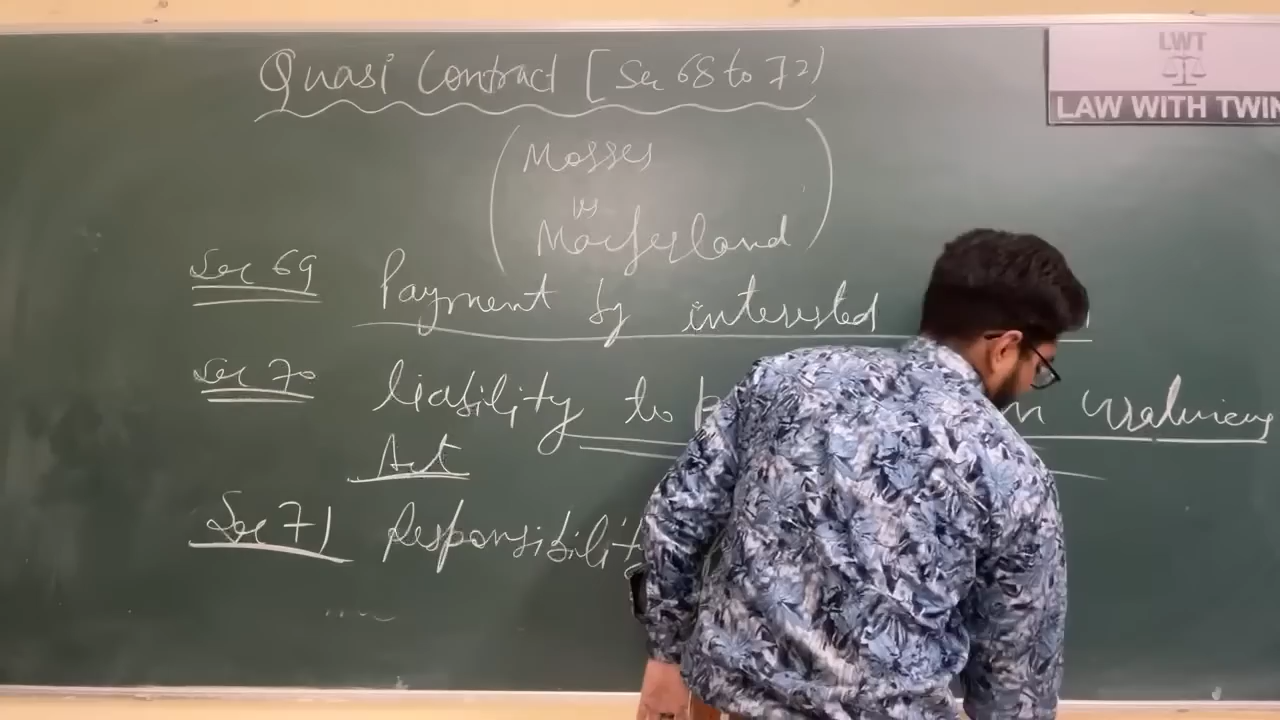 LWT
LAW WITH TWIN
Quasi Contract [Sec 68 to 72)
(Mosses
vs
Macferland)
Sec 69 Payment by interested
Sec 70 liability to
Act
Sec 71 Responsibilit